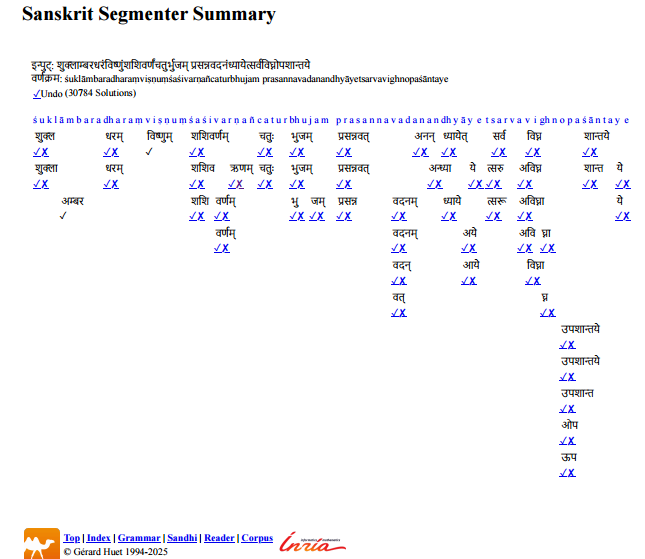 Sanskrit Segmenter Summary
इन्पुट्: शुक्लाम्बरधरंविष्णुंशशिवर्णंचतुर्भुजम् प्रसन्नवदनंध्यायेत्सर्वविघ्नोपशान्तये
वर्णक्रम: śuklāmbaradharaṃviṣṇuṃśaśivarṇañcaturbhujam prasannavadanandhyāyetsarvavighnopaśāntaye
✓Undo (30784 Solutions)
ś u k l ā m b a r a d h a r a ṃ v i ṣ ṇ u ṃ ś a ś i v a r ṇ a ñ c a t u r b h u j a m p r a s a n n a v a d a n a n d h y ā y e t s a r v a v i g h n o p a ś ā n t a y e
शुक्ल धरम् विष्णुम् शशिवर्णम् चतुः भुजम् प्रसन्नवत् अनन् ध्यायेत् सर्व विघ्न शान्तये
✓X ✓X ✓ ✓X ✓X ✓X ✓X ✓X ✓X ✓X ✓X ✓X
शुक्ला धरम् शशिव ऋणम् चतुः भुजम् प्रसन्नवत् अन्ध्या ये त्सरु अविघ्न शान्त ये
✓X ✓X ✓X ✓X ✓X ✓X ✓X ✓X ✓X ✓X ✓X ✓X ✓X
अम्बर शशि वर्णम् भु जम् प्रसन्न वदनम् ध्याये त्सरू अविघ्ना ये
✓ ✓X ✓X ✓X ✓X ✓X ✓X ✓X ✓X ✓X ✓X
वर्णम् वदनम् अये अवि घ्ना
✓X ✓X ✓X ✓X ✓X
वदन् आये विघ्ना
✓X ✓X ✓X
वत् घ्न
✓X ✓X
उपशान्तये
✓X
उपशान्तये
✓X
उपशान्त
✓X
ओप
✓X
ऊप
✓X
Top | Index | Grammar | Sandhi | Reader | Corpus
© Gérard Huet 1994-2025
Inria